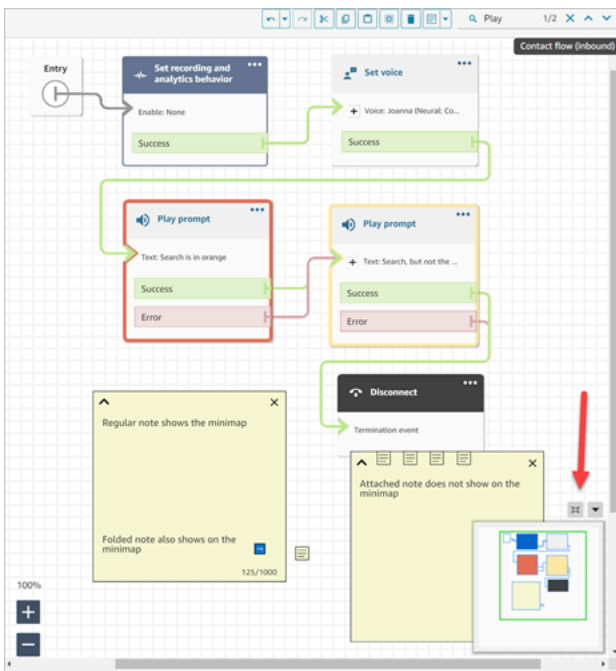 Play
1/2
Contact flow (inbound)
Entry
Set recording and
analytics behavior
Enable: None
Success
Set voice
Voice: Joanna (Neural: Co...
Success
Play prompt
Text: Search is in orange
Success
Error
Play prompt
Text: Search, but not the ...
Success
Error
Disconnect
Termination event
Regular note shows the minimap
Folded note also shows on the
minimap
125/1000
Attached note does not show on the
minimap
100%